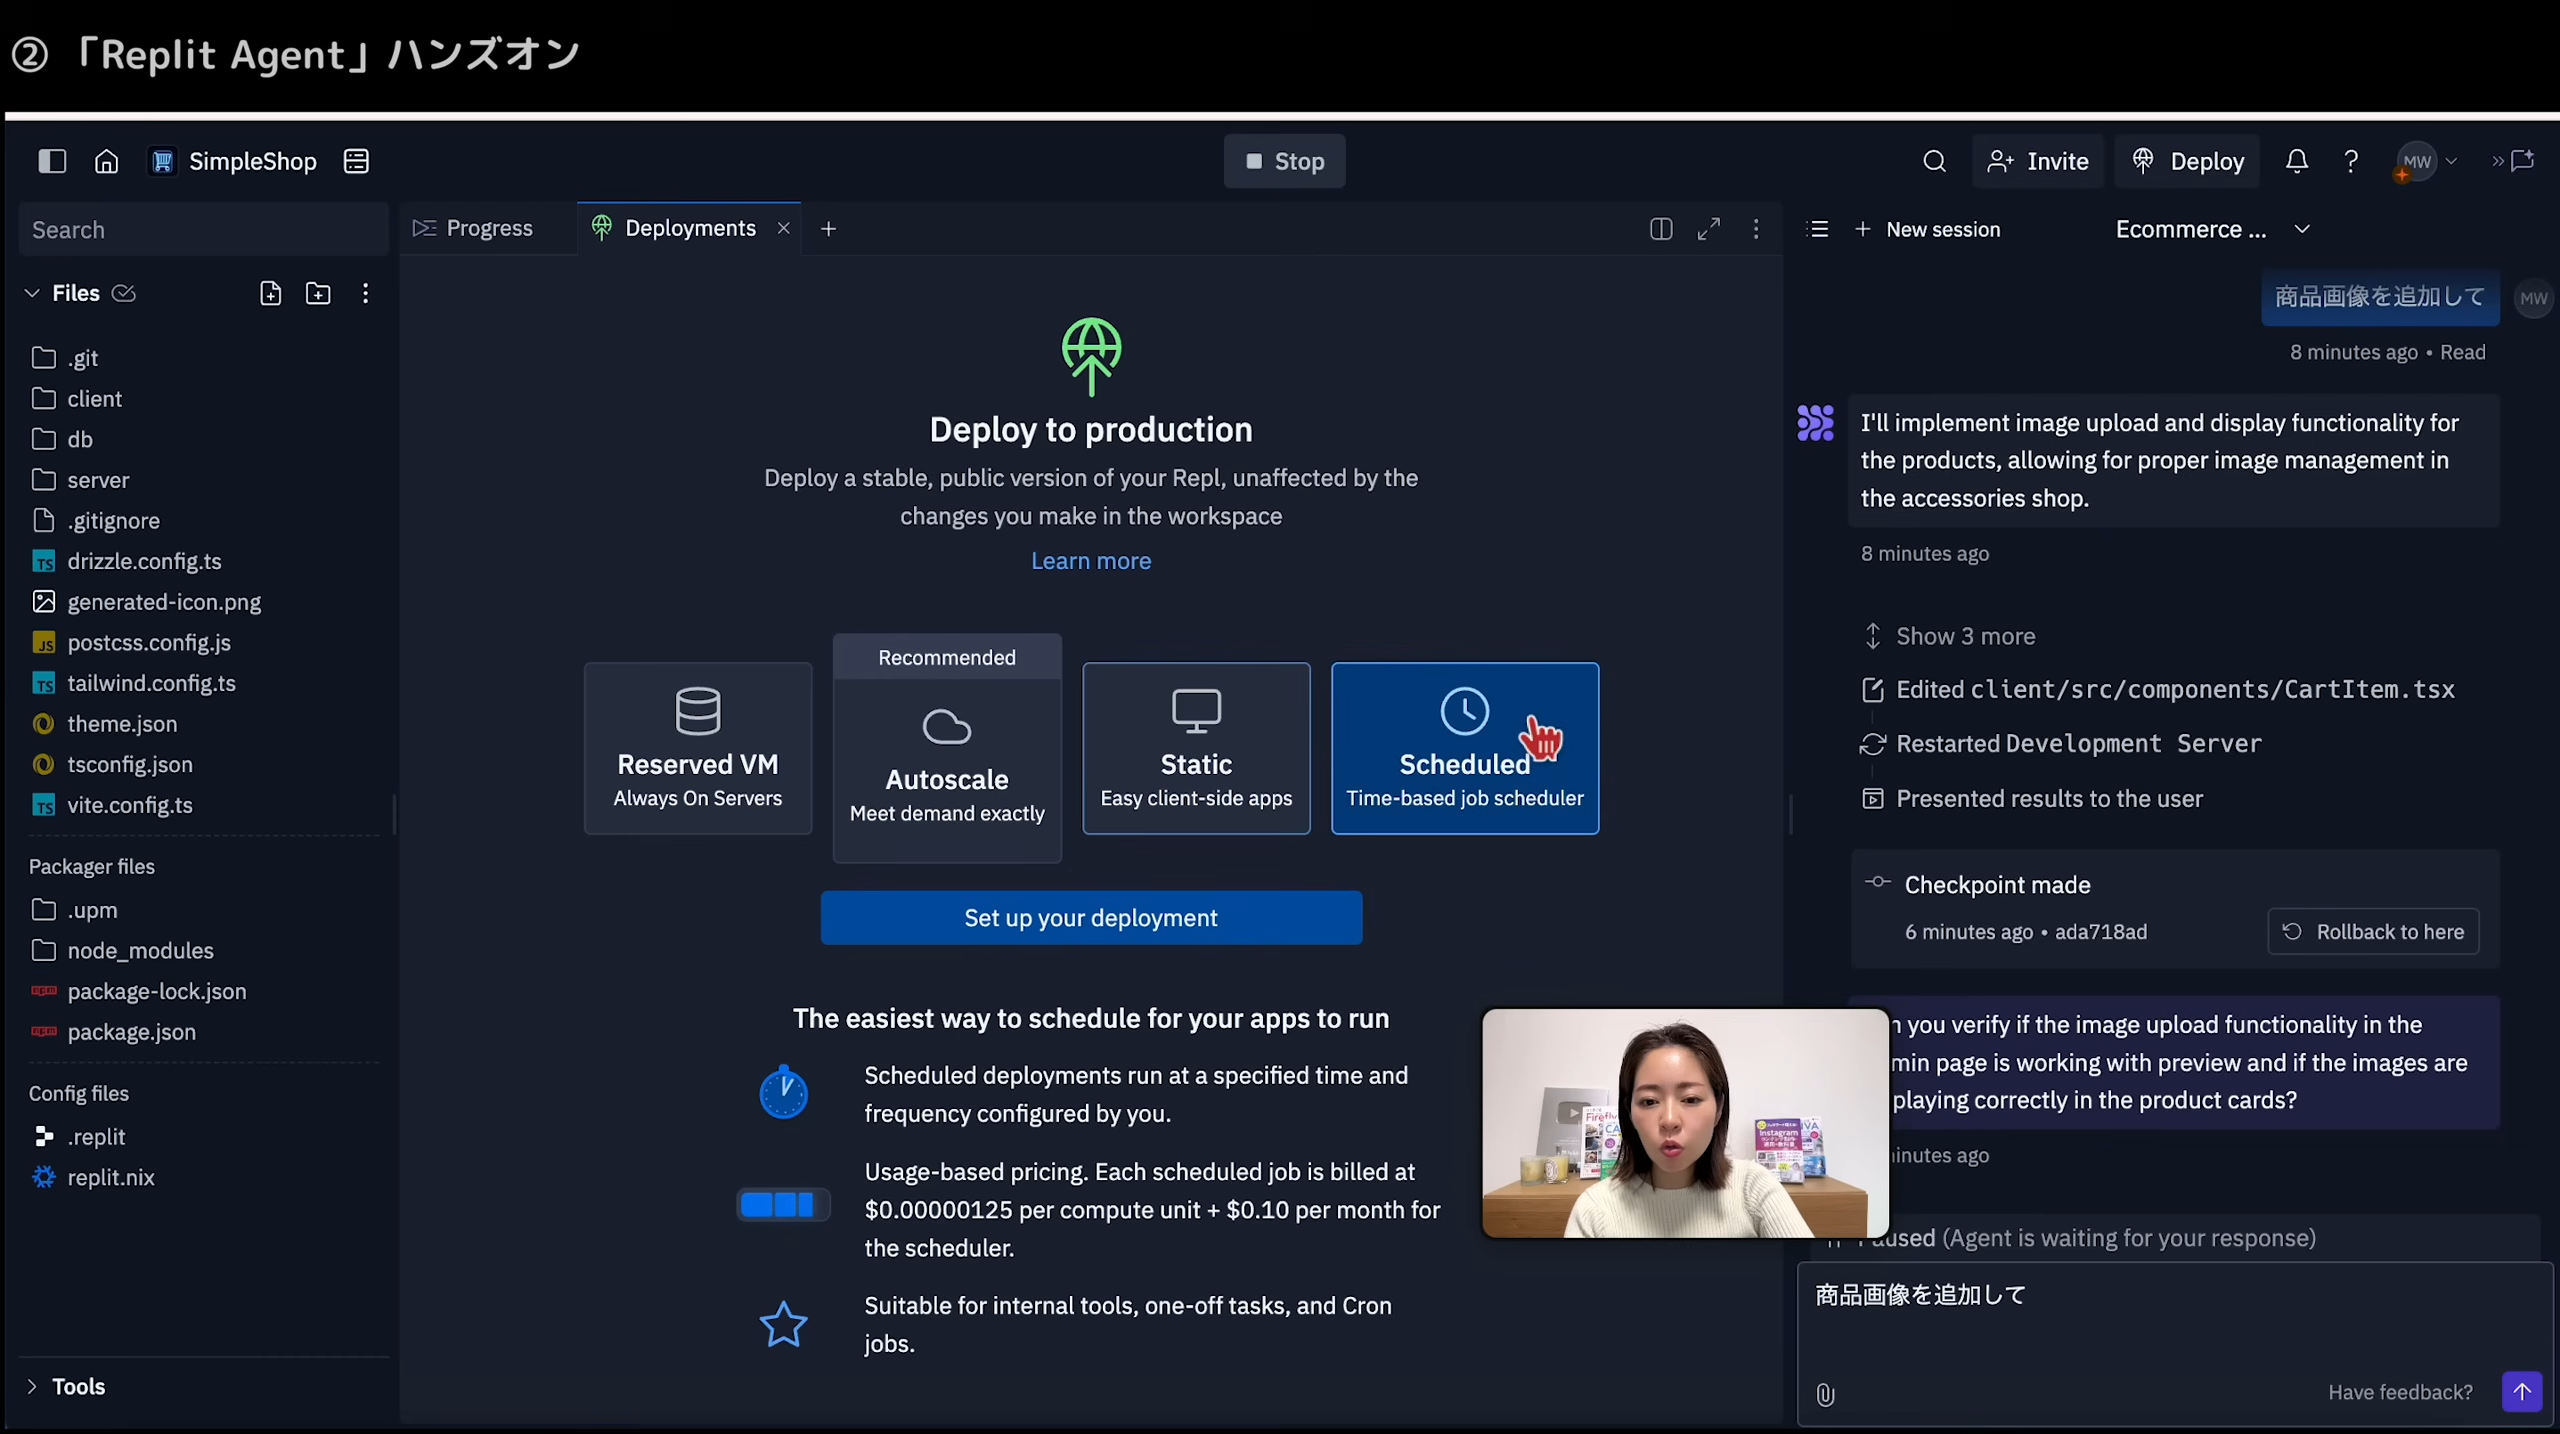 ② 「Replit Agent」ハンズオン
SimpleShop
Stop
Invite
Deploy
?
MW
Search
Progress
Deployments
New session
Ecommerce ...
Files
.git
client
db
server
.gitignore
TS drizzle.config.ts
generated-icon.png
JS postcss.config.js
TS tailwind.config.ts
theme.json
tsconfig.json
TS vite.config.ts
Packager files
.upm
node_modules
package-lock.json
package.json
Config files
.replit
replit.nix
Tools
Deploy to production
Deploy a stable, public version of your Repl, unaffected by the
changes you make in the workspace
Learn more
Reserved VM
Always On Servers
Recommended
Autoscale
Meet demand exactly
Static
Easy client-side apps
Scheduled
Time-based job scheduler
Set up your deployment
The easiest way to schedule for your apps to run
Scheduled deployments run at a specified time and
frequency configured by you.
Usage-based pricing. Each scheduled job is billed at
$0.00000125 per compute unit + $0.10 per month for
the scheduler.
Suitable for internal tools, one-off tasks, and Cron
jobs.
商品画像を追加して
MW
8 minutes ago • Read
I'll implement image upload and display functionality for
the products, allowing for proper image management in
the accessories shop.
8 minutes ago
Show 3 more
Edited client/src/components/CartItem.tsx
Restarted Development Server
Presented results to the user
Checkpoint made
6 minutes ago • ada718ad
Rollback to here
you verify if the image upload functionality in the
min page is working with preview and if the images are
playing correctly in the product cards?
inutes ago
aused (Agent is waiting for your response)
商品画像を追加して
Have feedback?
Firefly
Instagram